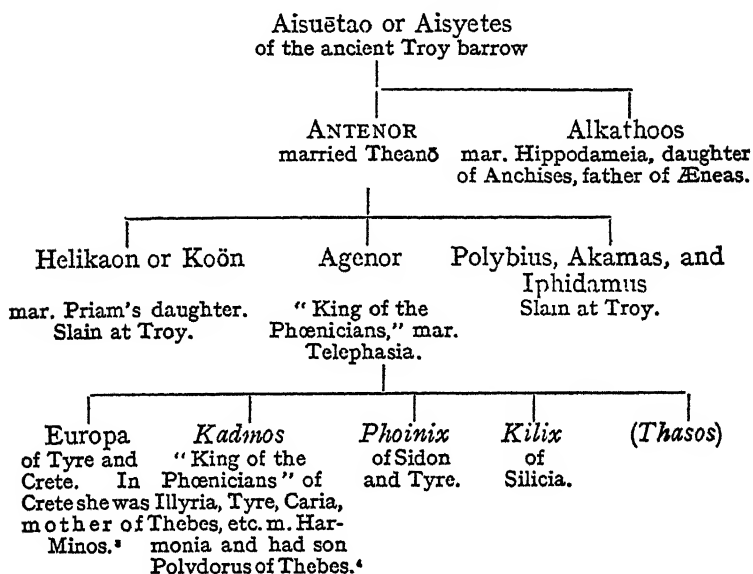 Aisuētao or Aisyetes
of the ancient Troy barrow
ANTENOR
married Theanō
Alkathoos
mar. Hippodameia, daughter
of Anchises, father of Æneas.
Helikaon or Koön
mar. Priam's daughter.
Slain at Troy.
Agenor
"King of the
Phœnicians," mar.
Telephasia.
Polybius, Akamas, and
Iphidamus
Slain at Troy.
Europa
of Tyre and
Crete. In
Crete she was
mother of
Minos.³
Kadmos
"King of the
Phœnicians" of
Illyria, Tyre, Caria,
Thebes, etc. m. Har-
monia and had son
Polydorus of Thebes.⁴
Phoinix
of Sidon
and Tyre.
Kilix
of
Silicia.
(Thasos)